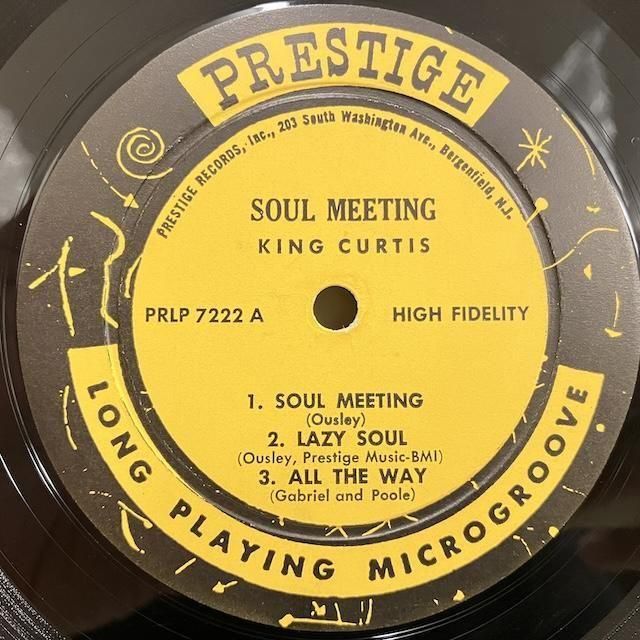 PRESTIGE
PRESTIGE RECORDS, Inc., 203 South Washington Ave., Bergenfield, N.J.
SOUL MEETING
KING CURTIS
PRLP 7222 A
HIGH FIDELITY
1. SOUL MEETING
(Ousley)
2. LAZY SOUL
(Ousley, Prestige Music-BMI)
3. ALL THE WAY
(Gabriel and Poole)
LONG PLAYING MICROGROOVE